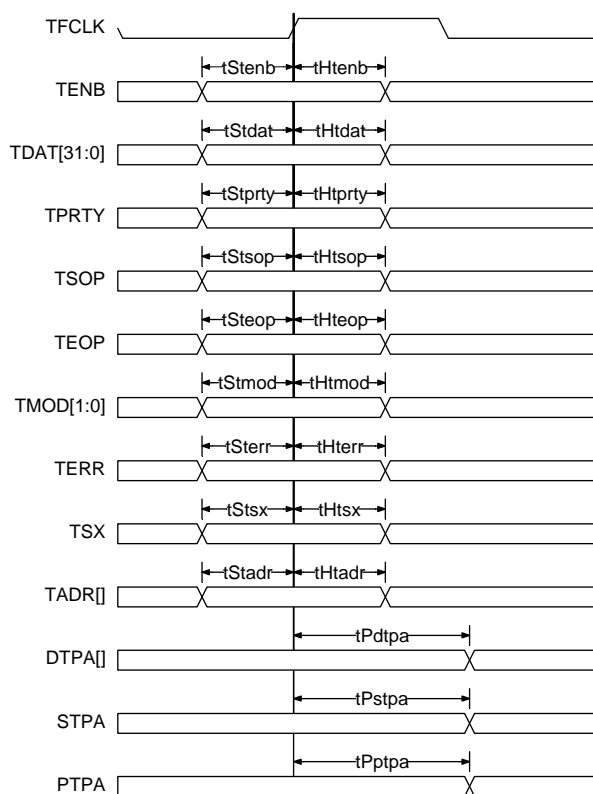 TFCLK
tStenb tHtenb
TENB
tStdat tHtdat
TDAT[31:0]
tStprty tHtprty
TPRTY
tStsop tHtsop
TSOP
tSteop tHteop
TEOP
tStmod tHtmod
TMOD[1:0]
tSterr tHterr
TERR
tStsx tHtsx
TSX
tStadr tHtadr
TADR[]
tPdtpa
DTPA[]
tPstpa
STPA
tPptpa
PTPA